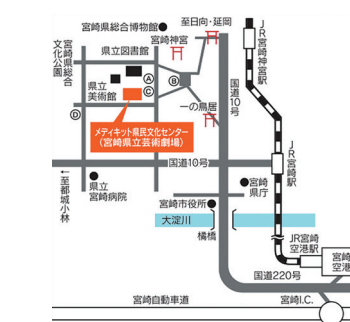 宮崎県総合博物館
至日向・延岡
県立図書館
宮崎神宮
宮崎県総合
文化公園
JR宮崎神宮駅
県立
美術館
Ⓐ
Ⓑ
Ⓒ
Ⓓ
国道10号
一の鳥居
メディキット県民文化センター
(宮崎県立芸術劇場)
国道10号
JR宮崎駅
←至都城小林
県立
宮崎病院
宮崎市役所
宮崎
県庁
大淀川
橘橋
JR宮崎
空港駅
宮崎
空港
国道220号
宮崎自動車道
宮崎I.C.